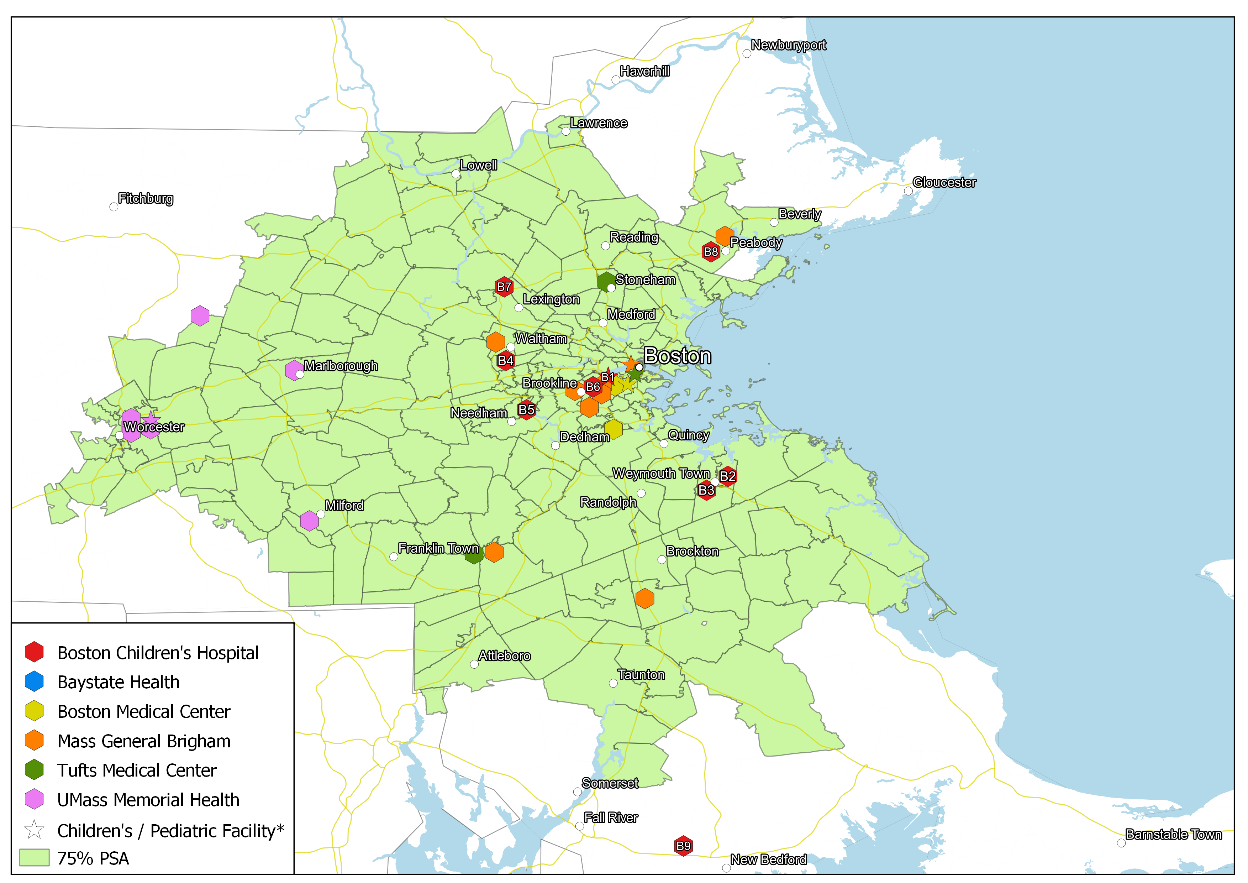 Newburyport
Haverhill
Lawrence
Lowell
Gloucester
Fitchburg
Beverly
Reading
Peabody
B8
Stoneham
B7
Lexington
Medford
Waltham
Boston
B4
Marlborough
B1
Brookline
B6
B5
Needham
Worcester
Dedham
Quincy
Weymouth Town
B2
B3
Randolph
Milford
Franklin Town
Brockton
Attleboro
Taunton
Somerset
Fall River
Barnstable Town
B9
New Bedford
Boston Children's Hospital
Baystate Health
Boston Medical Center
Mass General Brigham
Tufts Medical Center
UMass Memorial Health
Children's / Pediatric Facility*
75% PSA